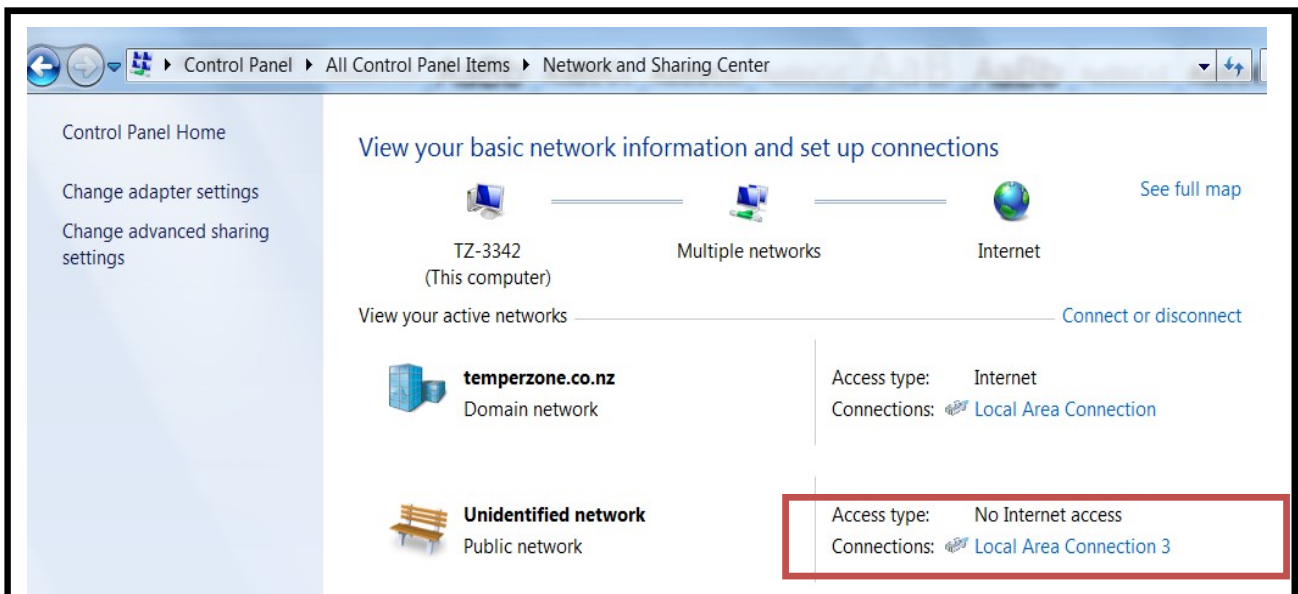 Control Panel ▸ All Control Panel Items ▸ Network and Sharing Center
Control Panel Home
Change adapter settings
Change advanced sharing
settings
View your basic network information and set up connections
See full map
TZ-3342
(This computer)
Multiple networks
Internet
View your active networks
Connect or disconnect
temperzone.co.nz
Domain network
Access type: Internet
Connections: Local Area Connection
Unidentified network
Public network
Access type: No Internet access
Connections: Local Area Connection 3